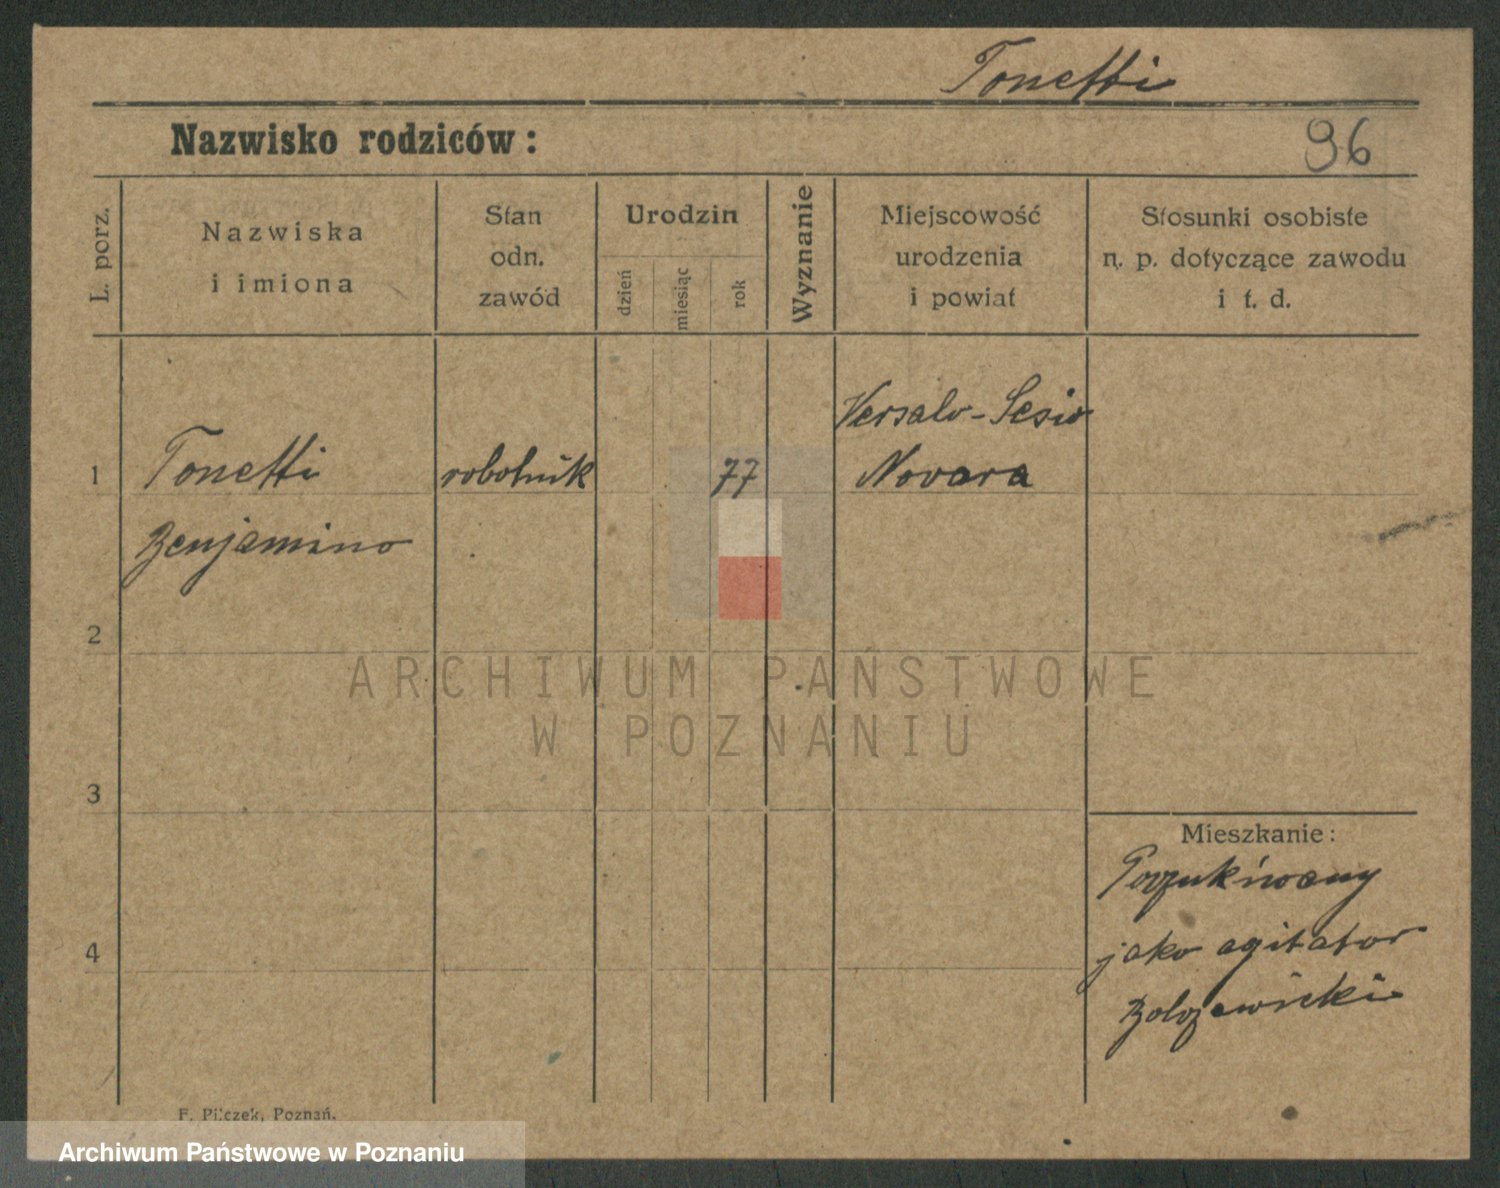 Tonetti
Nazwisko rodziców:
96
L. porz.
Nazwiska
i imiona
Stan
odn.
zawód
Urodzin
dzień
miesiąc
rok
Wyznanie
Miejscowość
urodzenia
i powiat
Stosunki osobiste
n. p. dotyczące zawodu
i t. d.
Versalo-Sesio
1 Tonetti robotnik 77 Novara
Benjamino
2
ARCHIWUM PAŃSTWOWE
W POZNANIU
3
Mieszkanie:
Poszukiwany
4
jako agitator
Bolszewicki
F. Pilczek, Poznań.
Archiwum Państwowe w Poznaniu